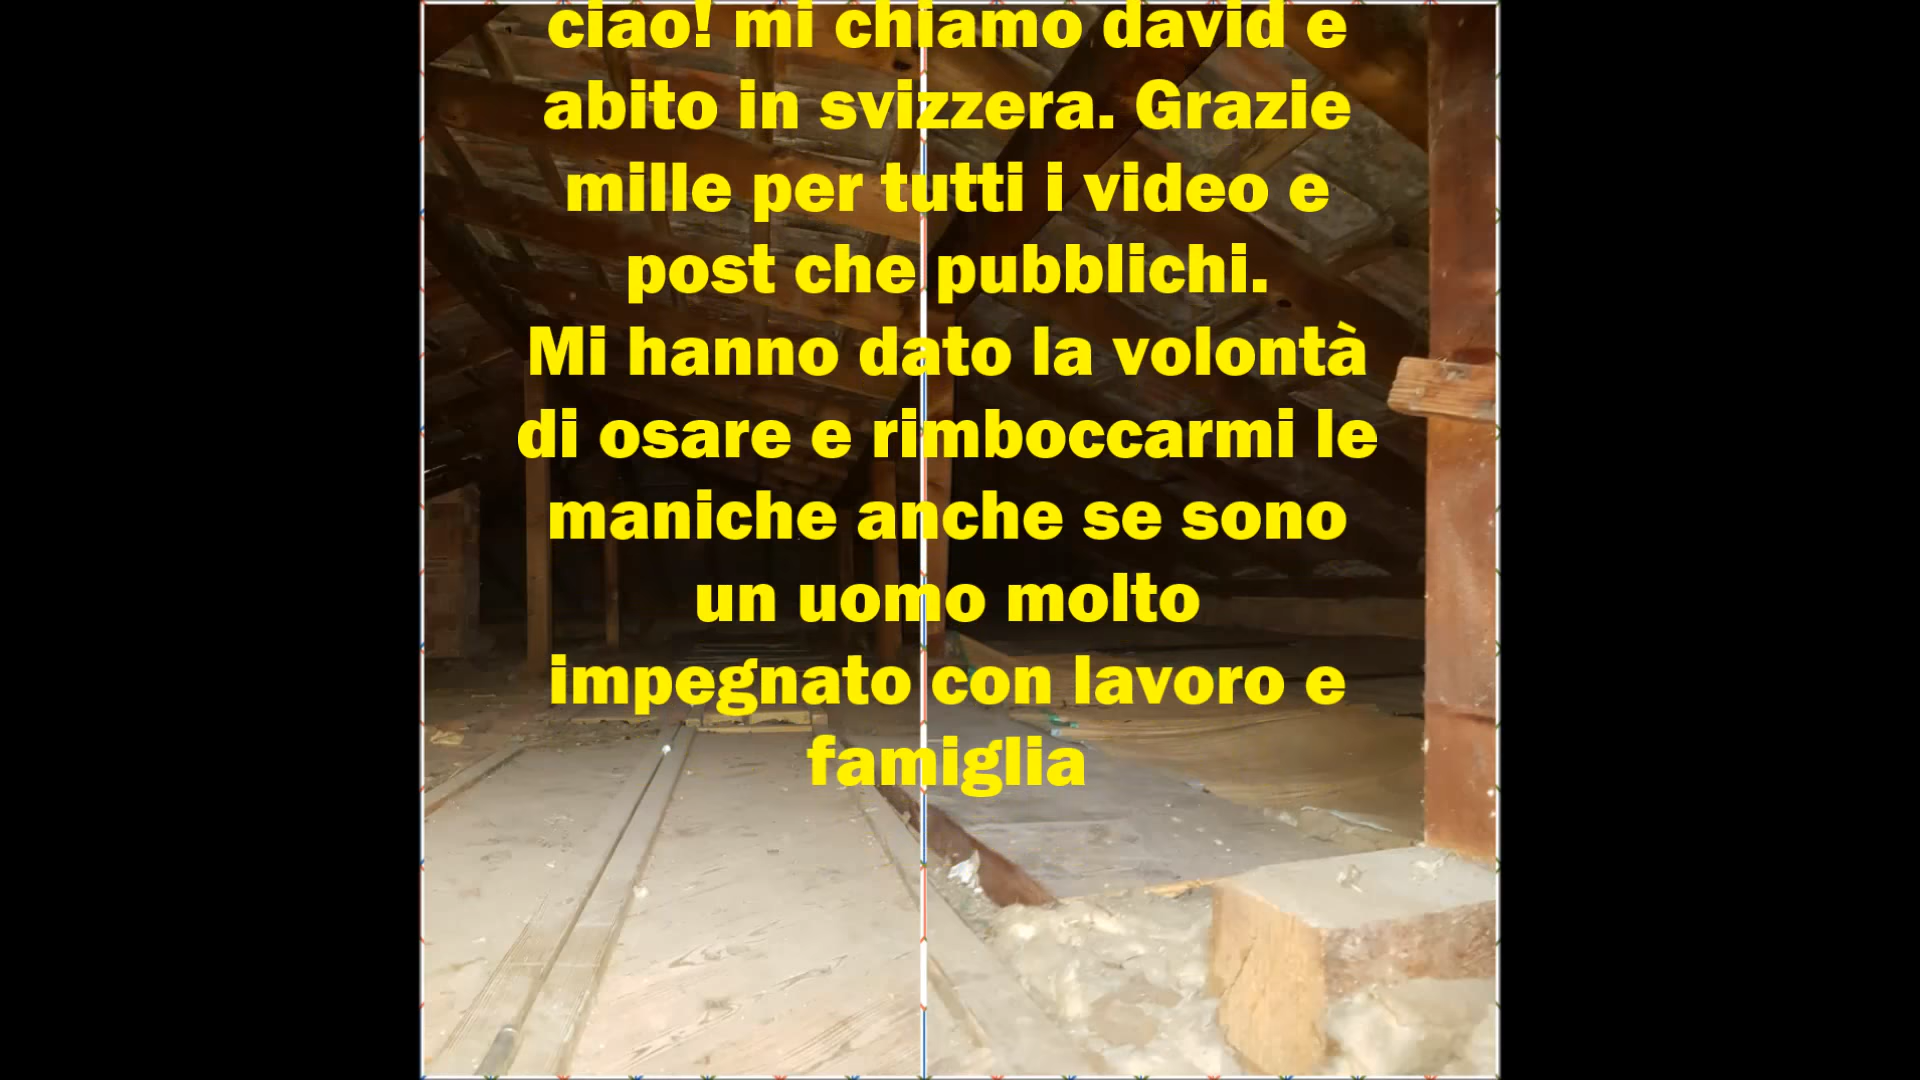 ciao! mi chiamo david e
abito in svizzera. Grazie
mille per tutti i video e
post che pubblichi.
Mi hanno dato la volontà
di osare e rimboccarmi le
maniche anche se sono
un uomo molto
impegnato con lavoro e
famiglia